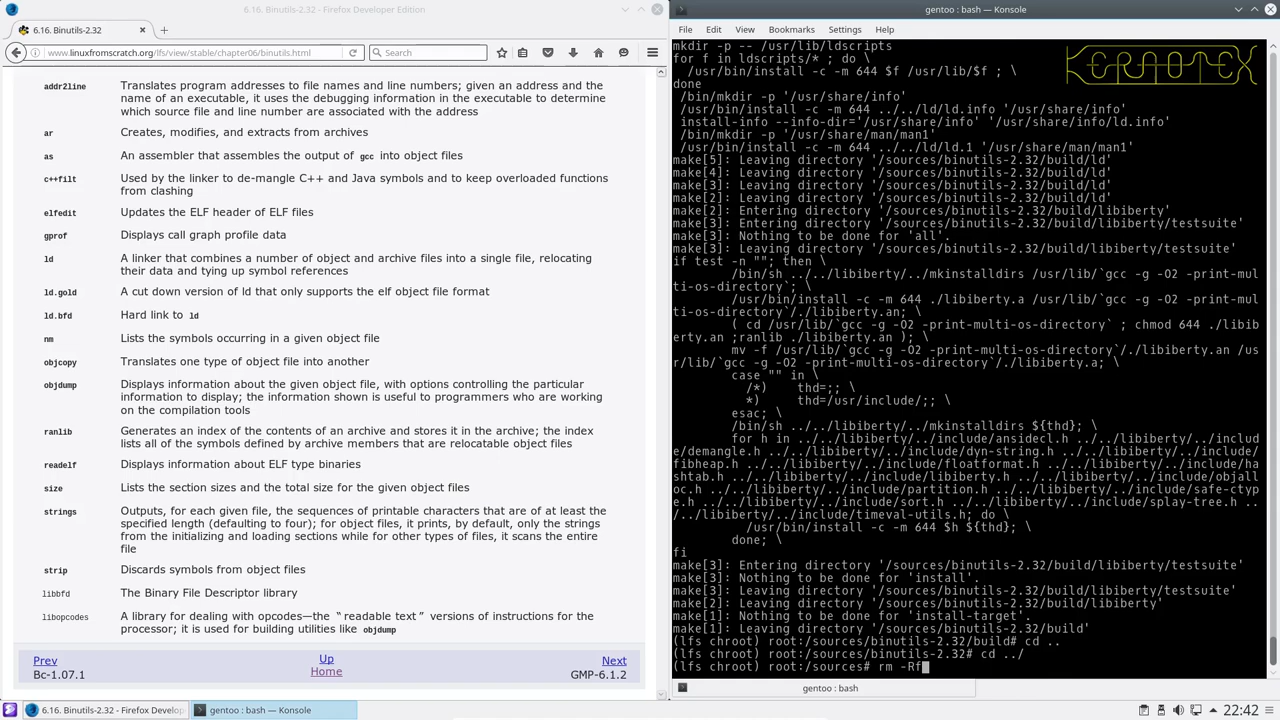 6.16. Binutils-2.32 - Firefox Developer Edition
6.16. Binutils-2.32
www.linuxfromscratch.org/lfs/view/stable/chapter06/binutils.html
Search
addr2line Translates program addresses to file names and line numbers; given an address and the
name of an executable, it uses the debugging information in the executable to determine
which source file and line number are associated with the address
ar Creates, modifies, and extracts from archives
as An assembler that assembles the output of gcc into object files
c++filt Used by the linker to de-mangle C++ and Java symbols and to keep overloaded functions
from clashing
elfedit Updates the ELF header of ELF files
gprof Displays call graph profile data
ld A linker that combines a number of object and archive files into a single file, relocating
their data and tying up symbol references
ld.gold A cut down version of ld that only supports the elf object file format
ld.bfd Hard link to ld
nm Lists the symbols occurring in a given object file
objcopy Translates one type of object file into another
objdump Displays information about the given object file, with options controlling the particular
information to display; the information shown is useful to programmers who are working
on the compilation tools
ranlib Generates an index of the contents of an archive and stores it in the archive; the index
lists all of the symbols defined by archive members that are relocatable object files
readelf Displays information about ELF type binaries
size Lists the section sizes and the total size for the given object files
strings Outputs, for each given file, the sequences of printable characters that are of at least the
specified length (defaulting to four); for object files, it prints, by default, only the strings
from the initializing and loading sections while for other types of files, it scans the entire
file
strip Discards symbols from object files
libbfd The Binary File Descriptor library
libopcodes A library for dealing with opcodes—the “readable text” versions of instructions for the
processor; it is used for building utilities like objdump
Prev Up Next
Bc-1.07.1 Home GMP-6.1.2
gentoo : bash — Konsole
File Edit View Bookmarks Settings Help
mkdir -p -- /usr/lib/ldscripts
for f in ldscripts/* ; do \
/usr/bin/install -c -m 644 $f /usr/lib/$f ; \
done
/bin/mkdir -p '/usr/share/info'
/usr/bin/install -c -m 644 ../../ld/ld.info '/usr/share/info'
install-info --info-dir='/usr/share/info' '/usr/share/info/ld.info'
/bin/mkdir -p '/usr/share/man/man1'
/usr/bin/install -c -m 644 ../../ld/ld.1 '/usr/share/man/man1'
make[5]: Leaving directory '/sources/binutils-2.32/build/ld'
make[4]: Leaving directory '/sources/binutils-2.32/build/ld'
make[3]: Leaving directory '/sources/binutils-2.32/build/ld'
make[2]: Leaving directory '/sources/binutils-2.32/build/ld'
make[2]: Entering directory '/sources/binutils-2.32/build/libiberty'
make[3]: Entering directory '/sources/binutils-2.32/build/libiberty/testsuite'
make[3]: Nothing to be done for 'all'.
make[3]: Leaving directory '/sources/binutils-2.32/build/libiberty/testsuite'
if test -n ""; then \
/bin/sh ../../libiberty/../mkinstalldirs /usr/lib/`gcc -g -O2 -print-mul
ti-os-directory`; \
/usr/bin/install -c -m 644 ./libiberty.a /usr/lib/`gcc -g -O2 -print-mul
ti-os-directory`/./libiberty.an; \
( cd /usr/lib/`gcc -g -O2 -print-multi-os-directory` ; chmod 644 ./libib
erty.an ;ranlib ./libiberty.an ); \
mv -f /usr/lib/`gcc -g -O2 -print-multi-os-directory`/./libiberty.an /us
r/lib/`gcc -g -O2 -print-multi-os-directory`/./libiberty.a; \
case "" in \
/*) thd=;; \
*) thd=/usr/include/;; \
esac; \
/bin/sh ../../libiberty/../mkinstalldirs ${thd}; \
for h in ../../libiberty/../include/ansidecl.h ../../libiberty/../includ
e/demangle.h ../../libiberty/../include/dyn-string.h ../../libiberty/../include/
fibheap.h ../../libiberty/../include/floatformat.h ../../libiberty/../include/ha
shtab.h ../../libiberty/../include/libiberty.h ../../libiberty/../include/objall
oc.h ../../libiberty/../include/partition.h ../../libiberty/../include/safe-ctyp
e.h ../../libiberty/../include/sort.h ../../libiberty/../include/splay-tree.h ..
/../libiberty/../include/timeval-utils.h; do \
/usr/bin/install -c -m 644 $h ${thd}; \
done; \
fi
make[3]: Entering directory '/sources/binutils-2.32/build/libiberty/testsuite'
make[3]: Nothing to be done for 'install'.
make[3]: Leaving directory '/sources/binutils-2.32/build/libiberty/testsuite'
make[2]: Leaving directory '/sources/binutils-2.32/build/libiberty'
make[1]: Nothing to be done for 'install-target'.
make[1]: Leaving directory '/sources/binutils-2.32/build'
(lfs chroot) root:/sources/binutils-2.32/build# cd ..
(lfs chroot) root:/sources/binutils-2.32# cd ../
(lfs chroot) root:/sources# rm -Rf
gentoo : bash
6.16. Binutils-2.32 - Firefox Develop
gentoo : bash — Konsole
22:42